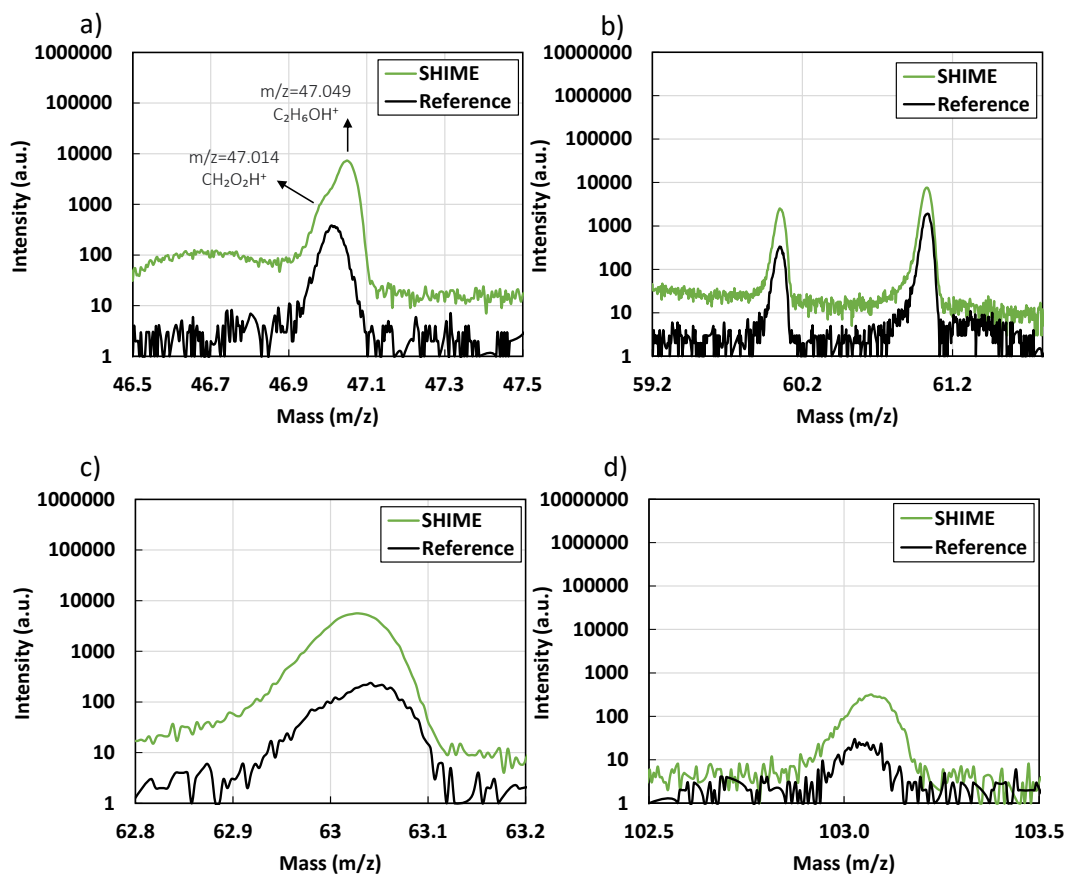 a)
1000000
100000
10000
1000
100
10
1
Intensity (a.u.)
SHIME
Reference
m/z=47.049
C₂H₆OH⁺
m/z=47.014
CH₂O₂H⁺
46.5 46.7 46.9 47.1 47.3 47.5
Mass (m/z)
b)
10000000
1000000
100000
10000
1000
100
10
1
Intensity (a.u.)
SHIME
Reference
59.2 60.2 61.2
Mass (m/z)
c)
1000000
100000
10000
1000
100
10
1
Intensity (a.u.)
SHIME
Reference
62.8 62.9 63 63.1 63.2
Mass (m/z)
d)
10000000
1000000
100000
10000
1000
100
10
1
Intensity (a.u.)
SHIME
Reference
102.5 103.0 103.5
Mass (m/z)